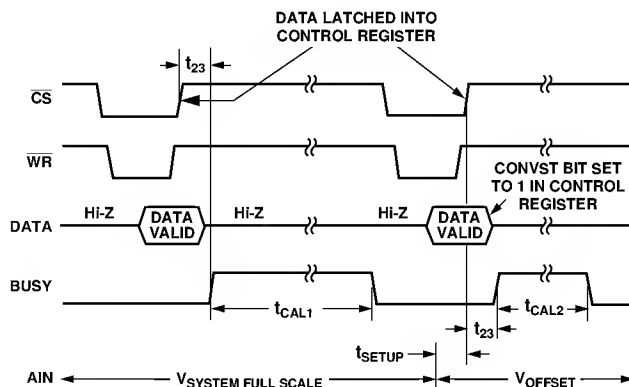 DATA LATCHED INTO
CONTROL REGISTER
t23
CS
WR
CONVST BIT SET
TO 1 IN CONTROL
REGISTER
DATA
Hi-Z
DATA
VALID
Hi-Z
Hi-Z
DATA
VALID
BUSY
tCAL1
tCAL2
t23
tSETUP
AIN
VSYSTEM FULL SCALE
VOFFSET